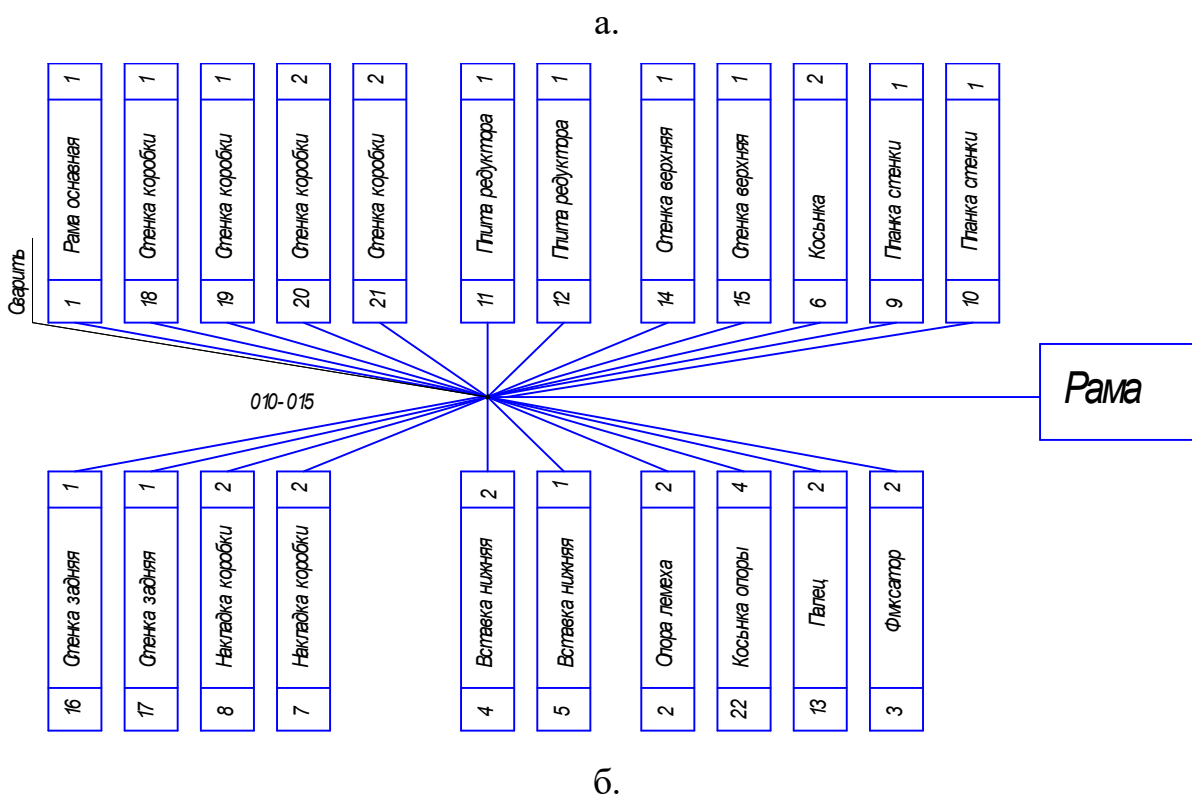 а.
1 Рама оснавная 1
18 Стенка коробки 1
19 Стенка коробки 1
20 Стенка коробки 2
21 Стенка коробки 2
11 Плита редуктора 1
12 Плита редуктора 1
14 Стенка верхняя 1
15 Стенка верхняя 1
6 Косынка 2
9 Планка стенки 1
10 Планка стенки 1
Сварить
Рама
010-015
16 Стенка задняя 1
17 Стенка задняя 1
8 Накладка коробки 2
7 Накладка коробки 2
4 Вставка нижняя 2
5 Вставка нижняя 1
2 Опора лемеха 2
22 Косынка опоры 4
13 Палец 2
3 Фмксатор 2
б.